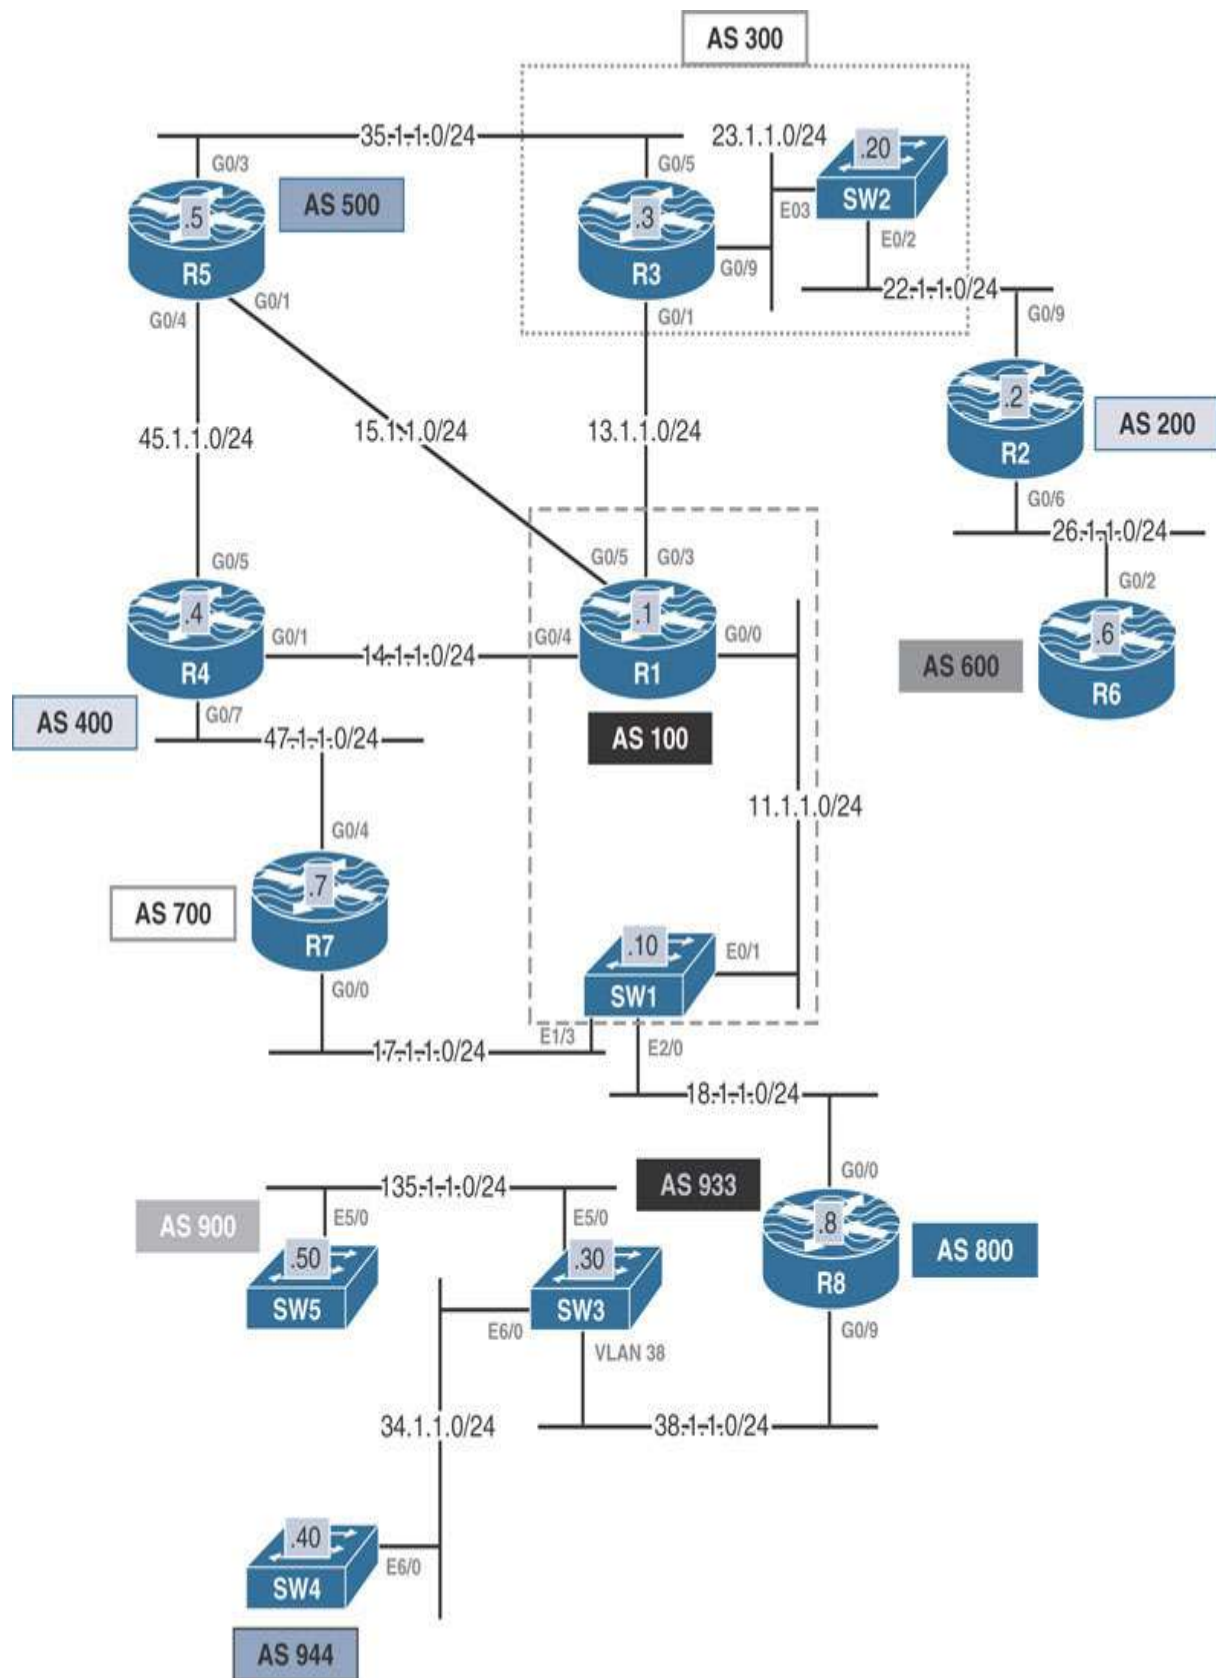 AS 300
35.1.1.0/24
23.1.1.0/24
.20
SW2
G0/3
G0/5
E03
E0/2
AS 500
.5
R5
.3
R3
G0/9
22.1.1.0/24
G0/4
G0/1
G0/1
G0/9
.2
R2
AS 200
45.1.1.0/24
15.1.1.0/24
13.1.1.0/24
G0/6
26.1.1.0/24
G0/5
G0/5
G0/3
G0/2
.4
R4
G0/1
14.1.1.0/24
G0/4
.1
R1
G0/0
.6
R6
AS 600
AS 400
G0/7
AS 100
47.1.1.0/24
11.1.1.0/24
G0/4
.7
R7
AS 700
.10
SW1
E0/1
G0/0
17.1.1.0/24
E1/3
E2/0
18.1.1.0/24
AS 933
G0/0
135.1.1.0/24
AS 900
E5/0
E5/0
.8
R8
AS 800
.50
SW5
.30
SW3
E6/0
VLAN 38
G0/9
34.1.1.0/24
38.1.1.0/24
.40
SW4
E6/0
AS 944